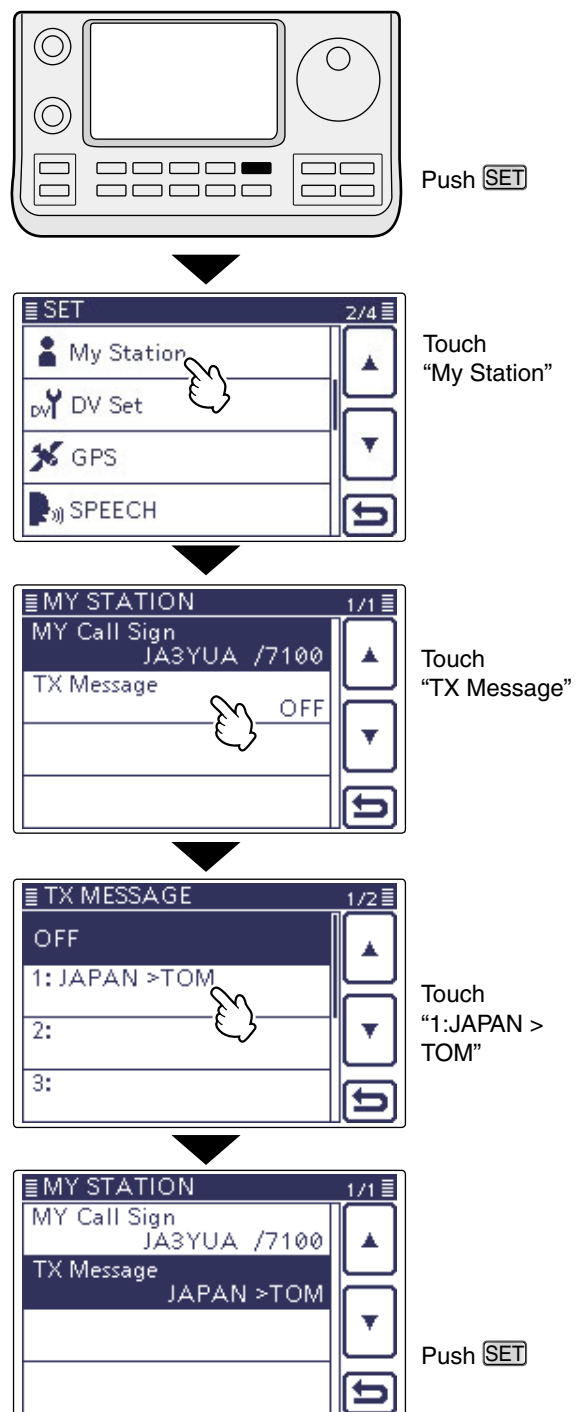 Push SET
SET 2/4
My Station
DV DV Set
GPS
SPEECH
Touch
“My Station”
MY STATION 1/1
MY Call Sign
JA3YUA /7100
TX Message
OFF
Touch
“TX Message”
TX MESSAGE 1/2
OFF
1: JAPAN >TOM
2:
3:
Touch
“1:JAPAN >
TOM”
MY STATION 1/1
MY Call Sign
JA3YUA /7100
TX Message
JAPAN >TOM
Push SET